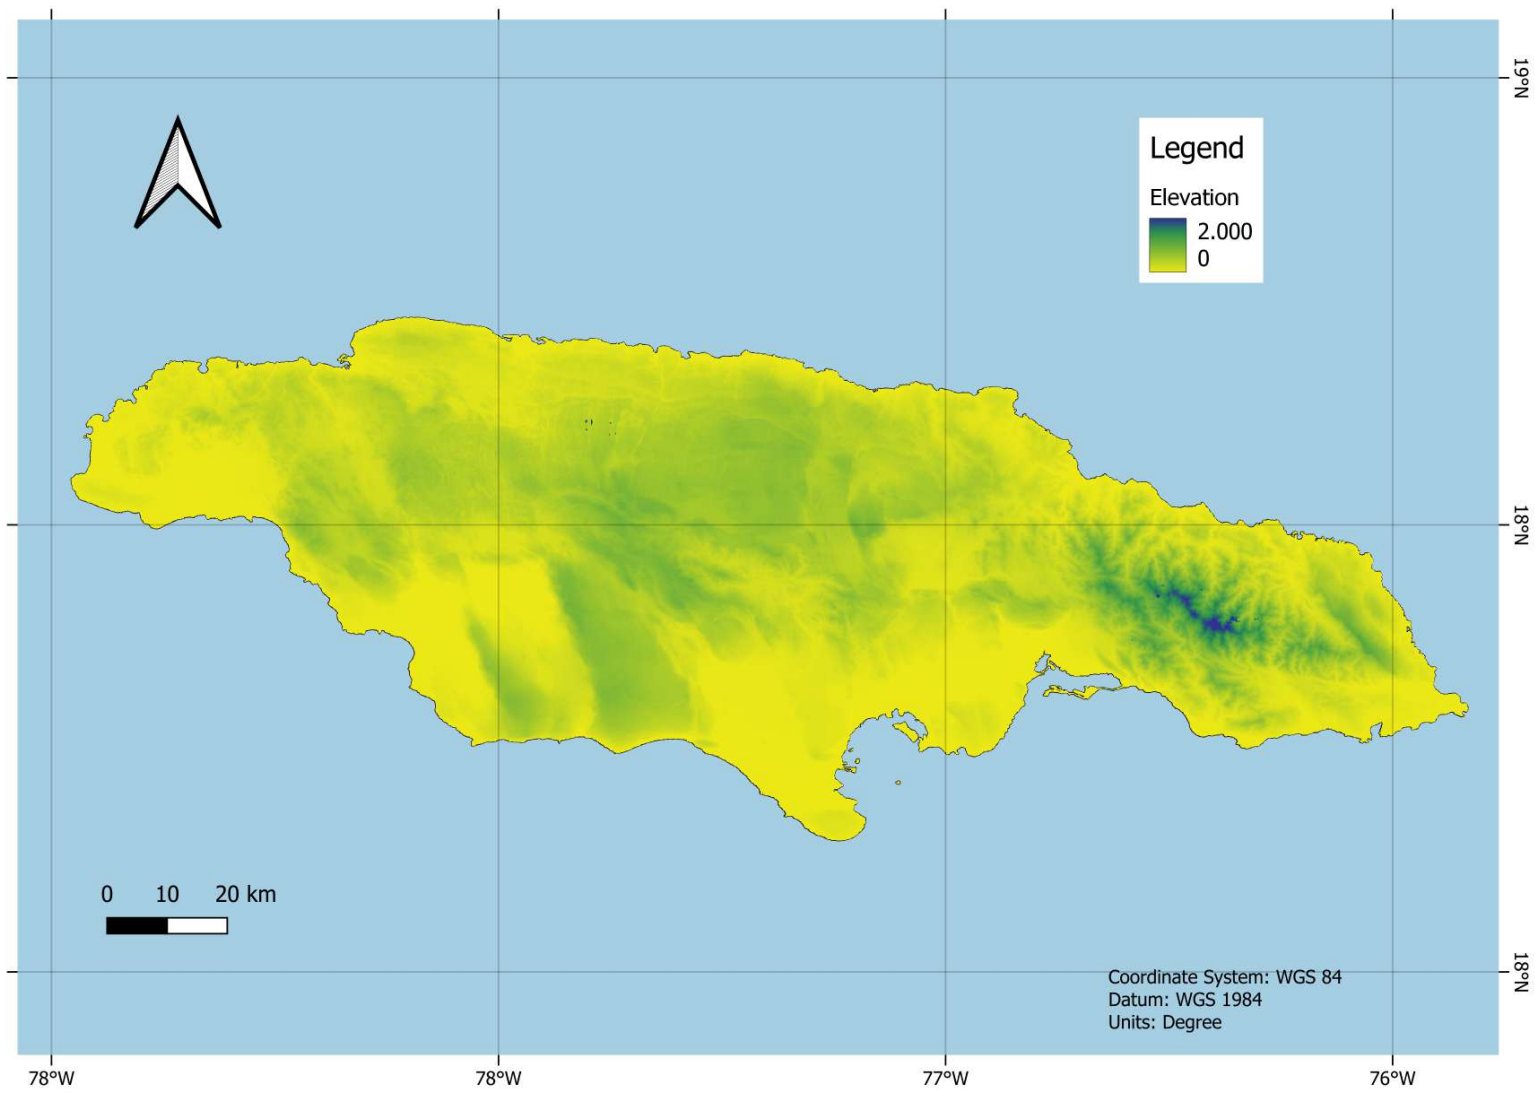 19°N
Legend
Elevation
2.000
0
18°N
0 10 20 km
18°N
Coordinate System: WGS 84
Datum: WGS 1984
Units: Degree
78°W 78°W 77°W 76°W